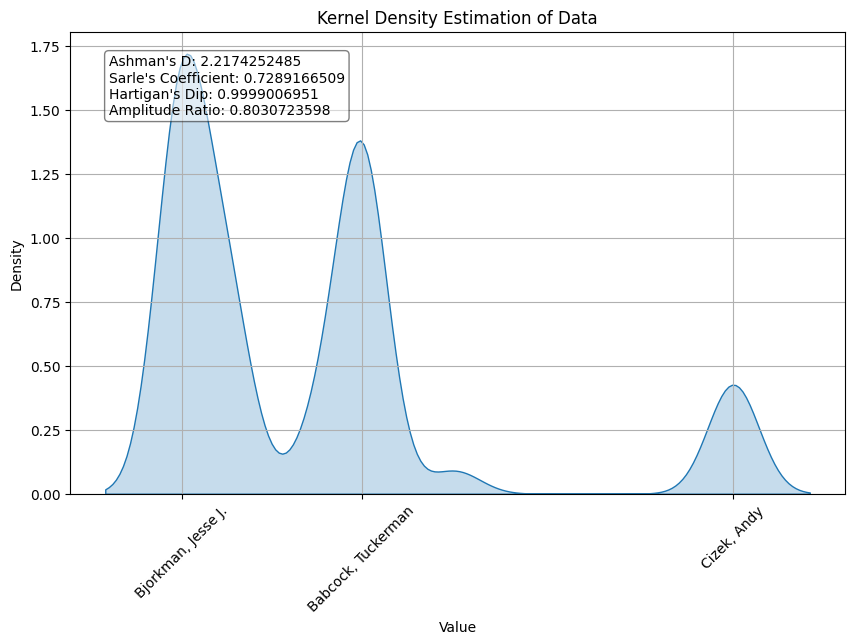 Kernel Density Estimation of Data
Ashman's D: 2.2174252485
Sarle's Coefficient: 0.7289166509
Hartigan's Dip: 0.9999006951
Amplitude Ratio: 0.8030723598
Density
1.75
1.50
1.25
1.00
0.75
0.50
0.25
0.00
Bjorkman, Jesse J.
Babcock, Tuckerman
Cizek, Andy
Value